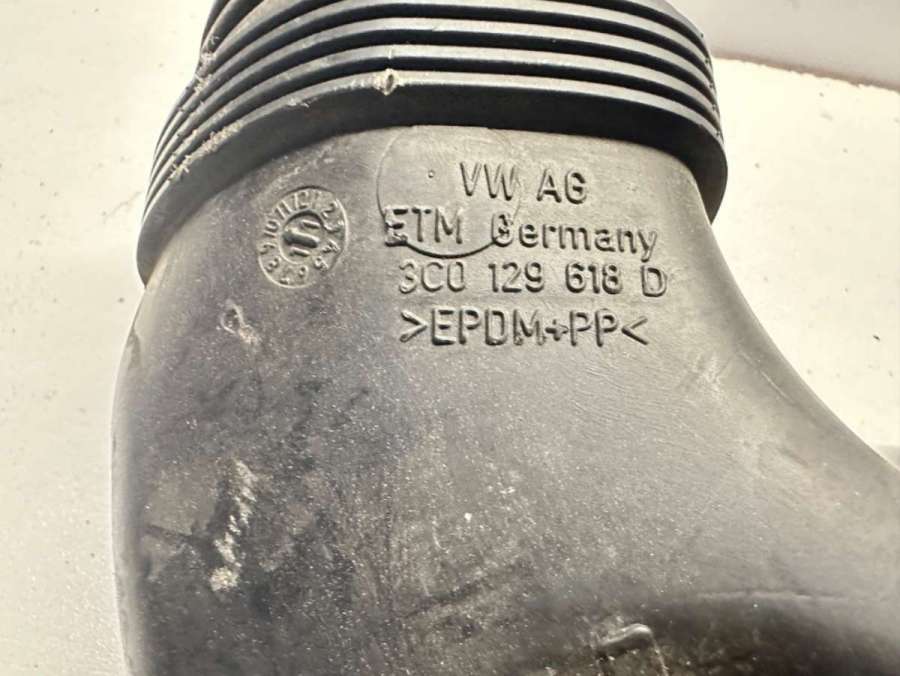 VW AG
ETM Germany
3C0 129 618 D
>EPDM+PP<